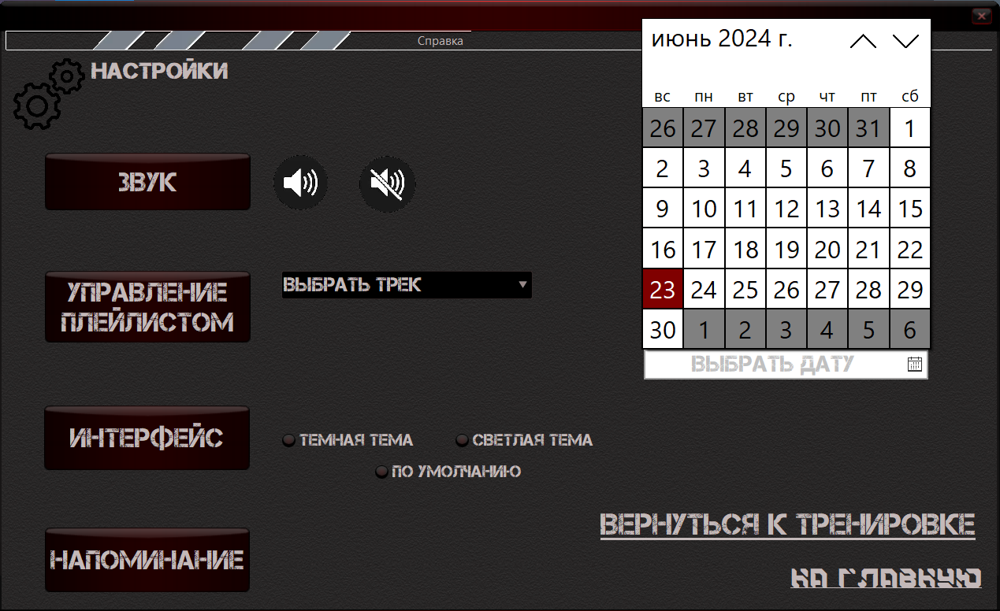 Справка
НАСТРОЙКИ
июнь 2024 г.
вс пн вт ср чт пт сб
26 27 28 29 30 31 1
2 3 4 5 6 7 8
9 10 11 12 13 14 15
16 17 18 19 20 21 22
23 24 25 26 27 28 29
30 1 2 3 4 5 6
ВЫБРАТЬ ДАТУ
ЗВУК
УПРАВЛЕНИЕ
ПЛЕЙЛИСТОМ
ВЫБРАТЬ ТРЕК
ИНТЕРФЕЙС
ТЕМНАЯ ТЕМА
СВЕТЛАЯ ТЕМА
ПО УМОЛЧАНИЮ
НАПОМИНАНИЕ
ВЕРНУТЬСЯ К ТРЕНИРОВКЕ
НА ГЛАВНУЮ